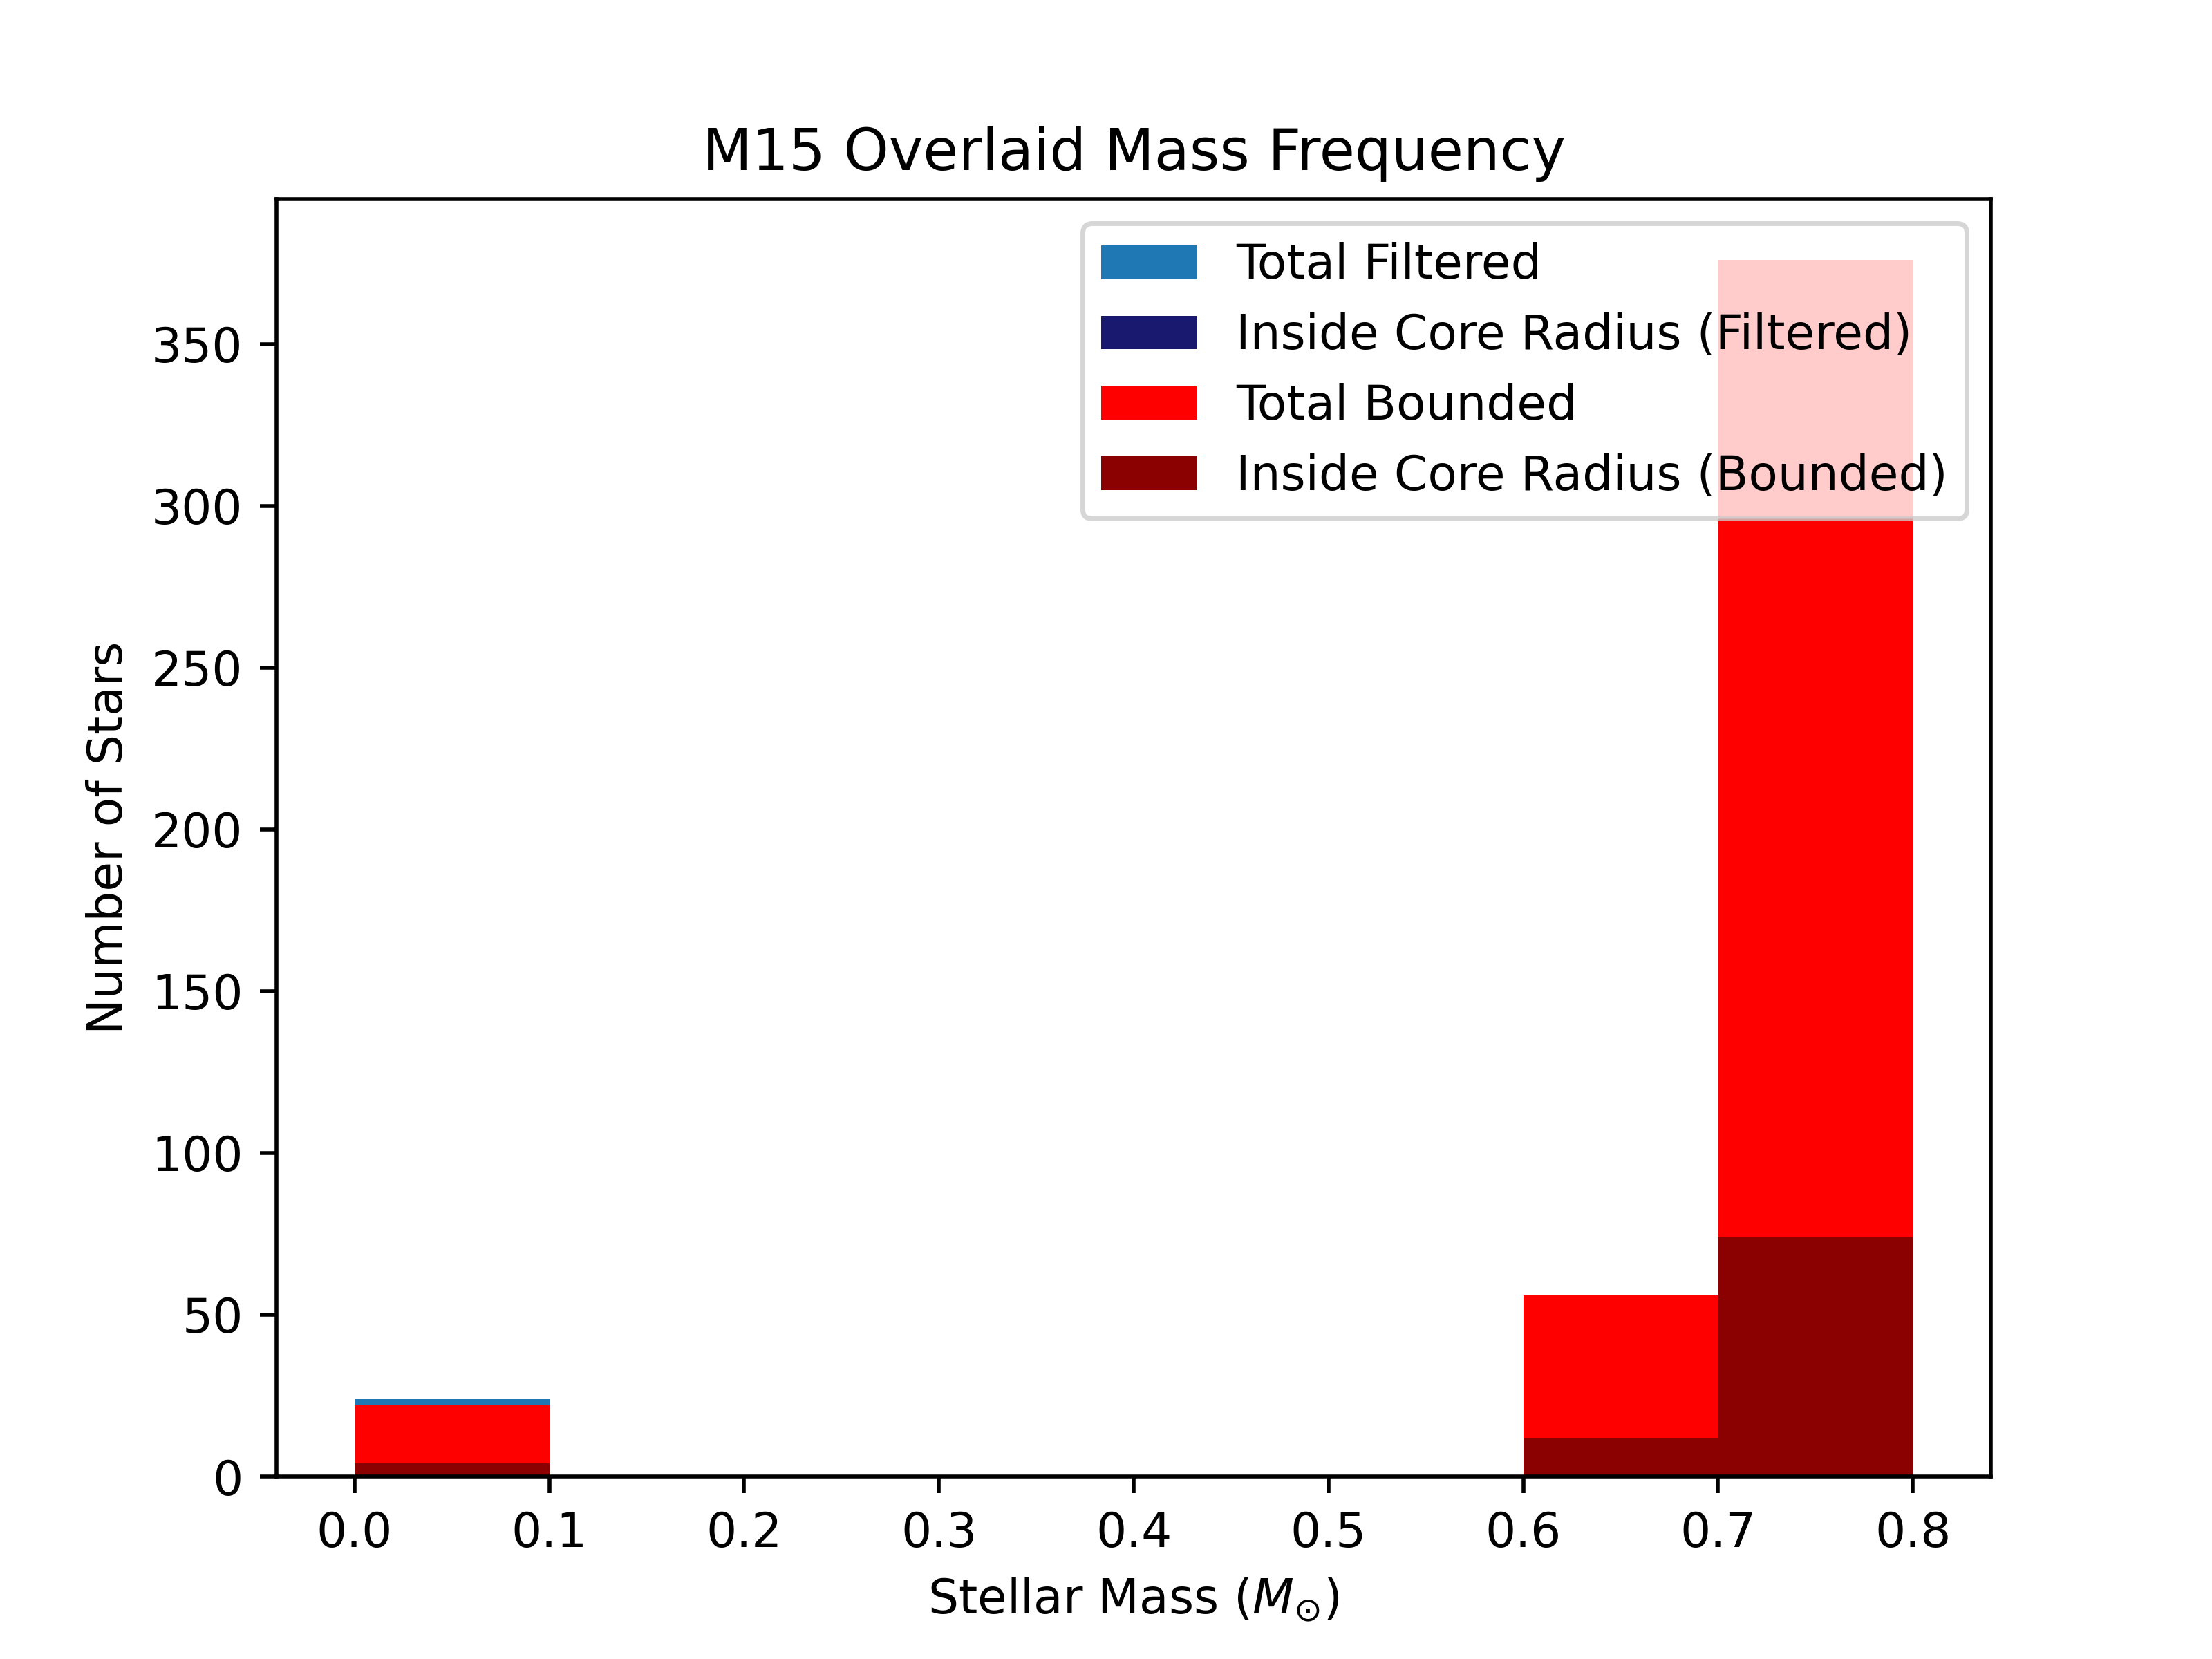 M15 Overlaid Mass Frequency
Total Filtered
Inside Core Radius (Filtered)
Total Bounded
Inside Core Radius (Bounded)
Number of Stars
350
300
250
200
150
100
50
0
0.0 0.1 0.2 0.3 0.4 0.5 0.6 0.7 0.8
Stellar Mass (M⊙)